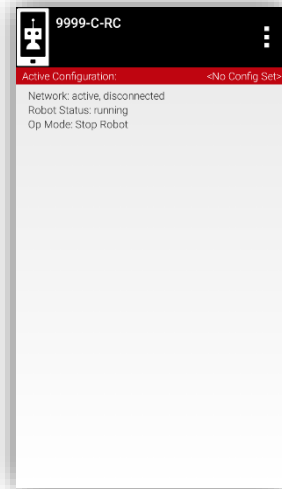 9999-C-RC
Active Configuration: <No Config Set>
Network: active, disconnected
Robot Status: running
Op Mode: Stop Robot